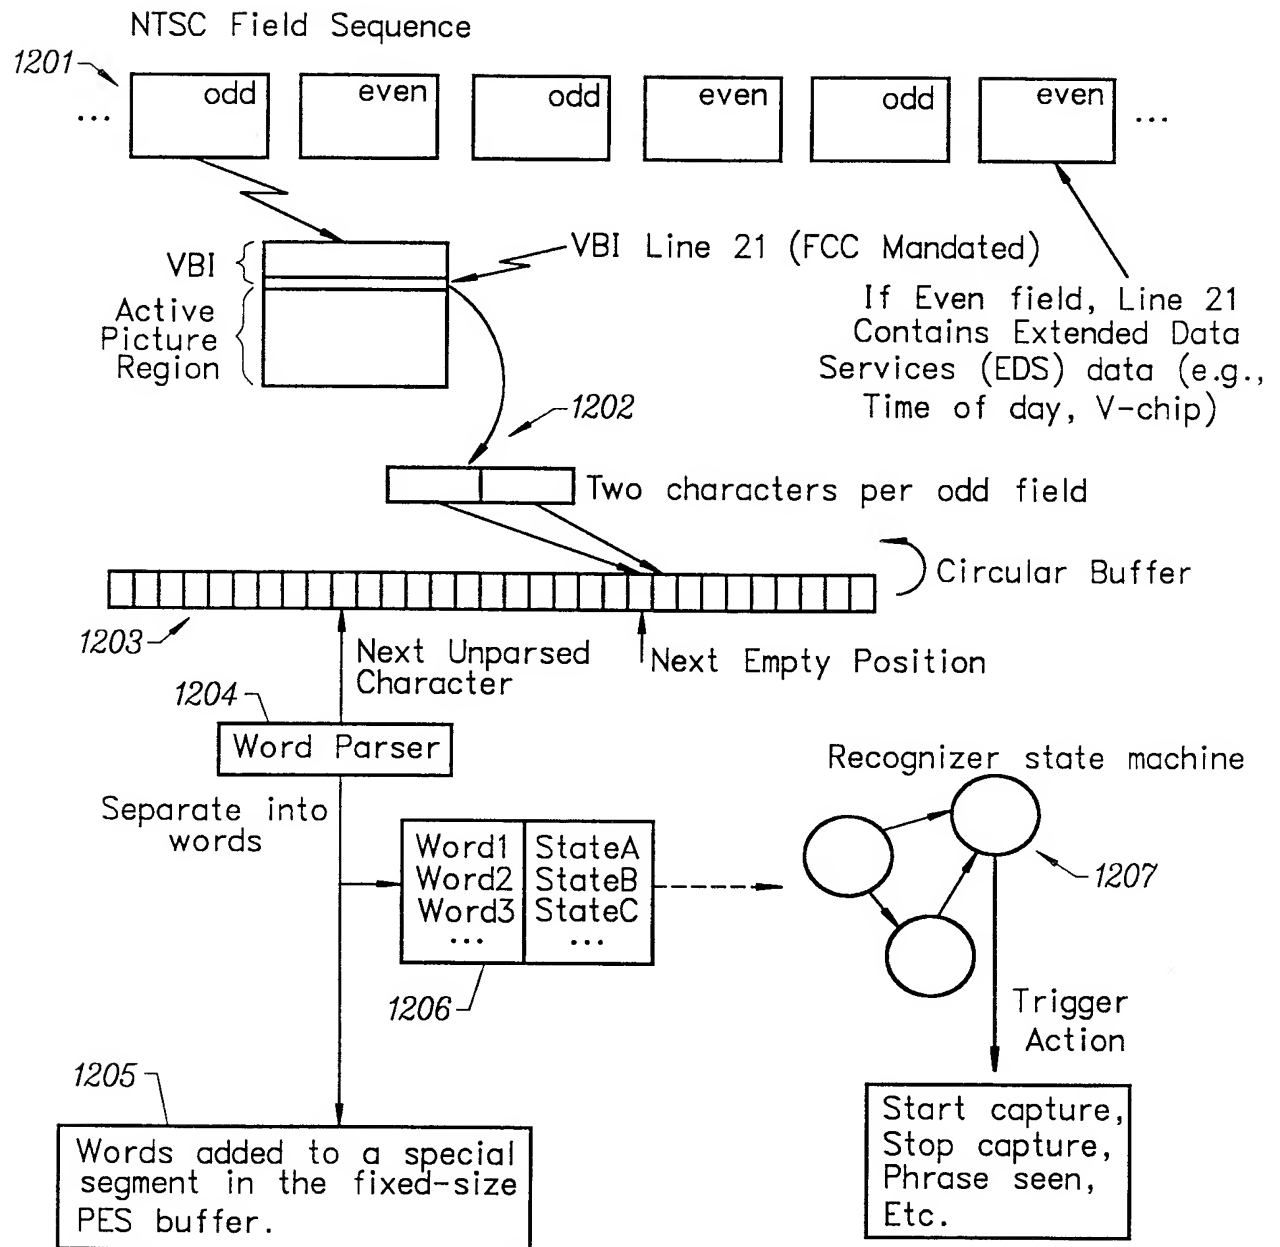 NTSC Field Sequence
1201
... odd even odd even odd even ...
VBI
VBI Line 21 (FCC Mandated)
Active
Picture
Region
If Even field, Line 21
Contains Extended Data
Services (EDS) data (e.g.,
Time of day, V-chip)
1202
Two characters per odd field
Circular Buffer
1203
Next Unparsed
Character
Next Empty Position
1204
Word Parser
Separate into
words
Word1 StateA
Word2 StateB
Word3 StateC
... ...
1206
Recognizer state machine
1207
Trigger
Action
1205
Words added to a special
segment in the fixed-size
PES buffer.
Start capture,
Stop capture,
Phrase seen,
Etc.